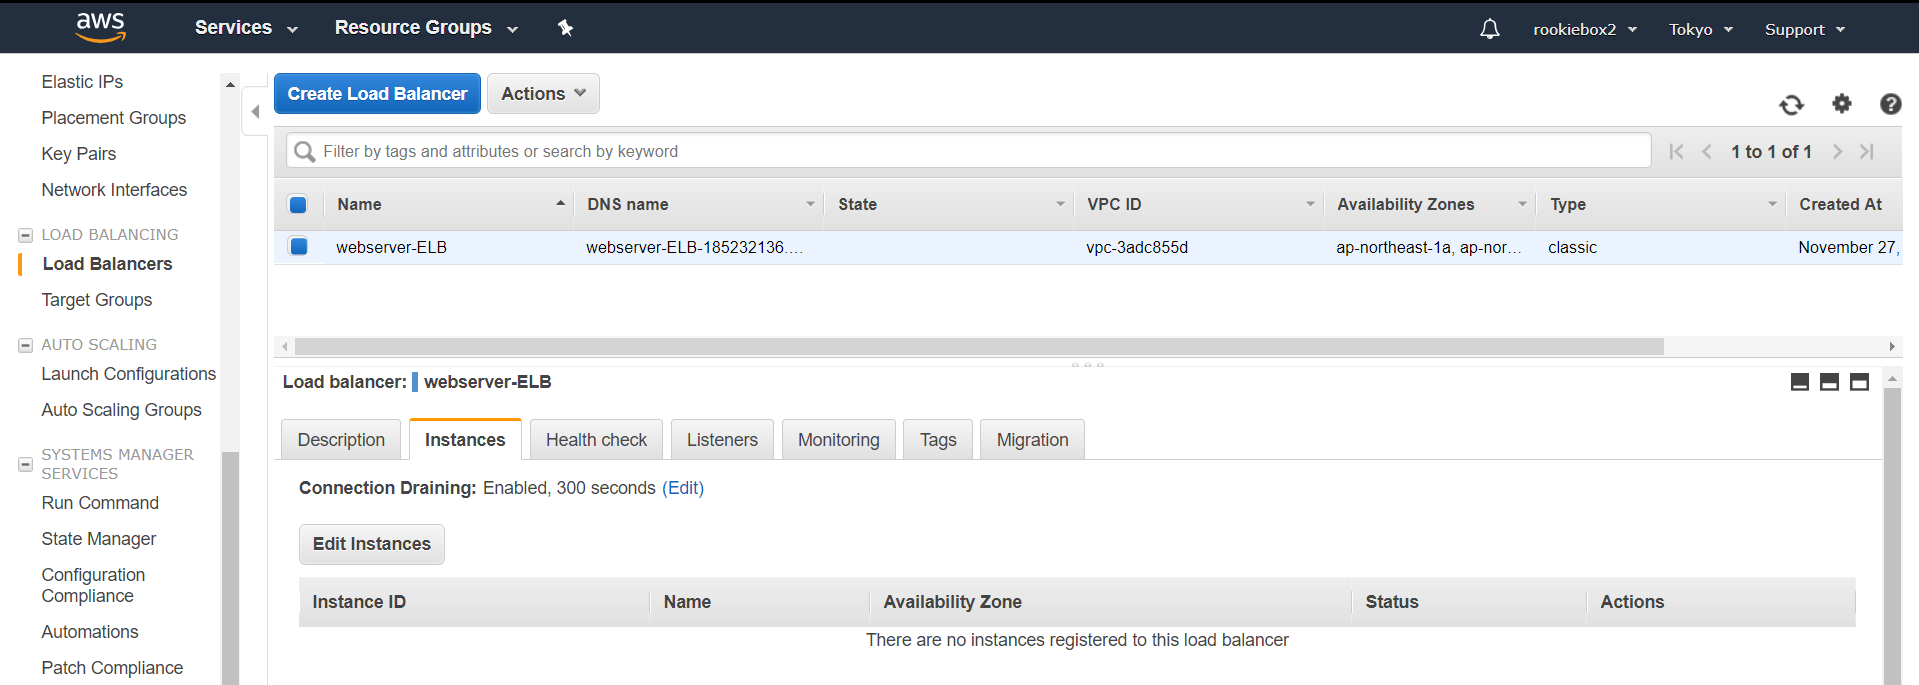 aws Services Resource Groups rookiebox2 Tokyo Support
Elastic IPs
Placement Groups
Key Pairs
Network Interfaces
LOAD BALANCING
Load Balancers
Target Groups
AUTO SCALING
Launch Configurations
Auto Scaling Groups
SYSTEMS MANAGER
SERVICES
Run Command
State Manager
Configuration
Compliance
Automations
Patch Compliance
Create Load Balancer Actions
Filter by tags and attributes or search by keyword 1 to 1 of 1
Name DNS name State VPC ID Availability Zones Type Created At
webserver-ELB webserver-ELB-185232136.... vpc-3adc855d ap-northeast-1a, ap-nor... classic November 27,
Load balancer: webserver-ELB
Description Instances Health check Listeners Monitoring Tags Migration
Connection Draining: Enabled, 300 seconds (Edit)
Edit Instances
Instance ID Name Availability Zone Status Actions
There are no instances registered to this load balancer